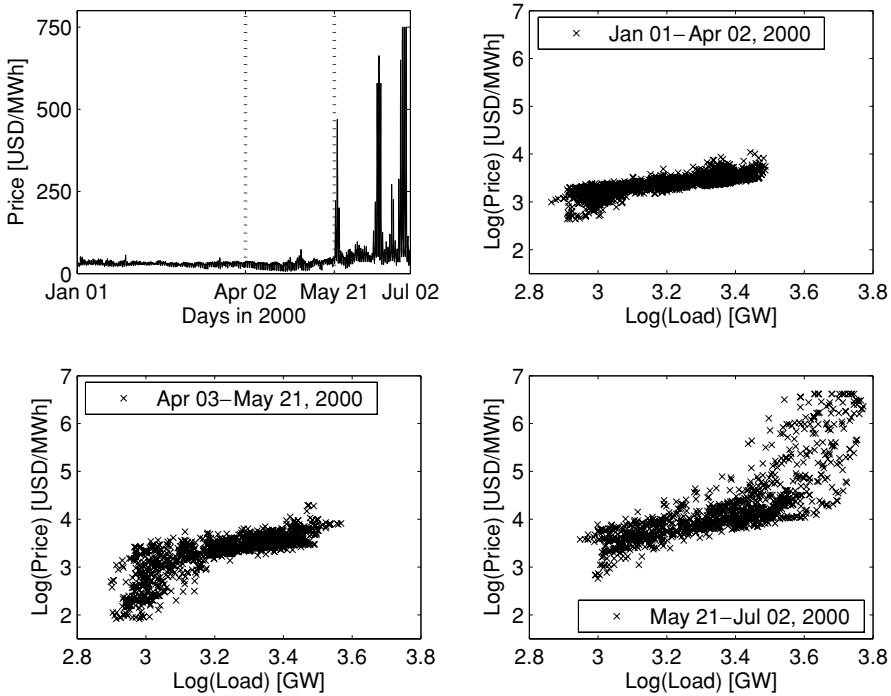 750
500
250
0
Price [USD/MWh]
Jan 01
Apr 02
May 21
Jul 02
Days in 2000
7
6
5
4
3
2
Log(Price) [USD/MWh]
Jan 01−Apr 02, 2000
2.8
3
3.2
3.4
3.6
3.8
Log(Load) [GW]
7
6
5
4
3
2
Log(Price) [USD/MWh]
Apr 03−May 21, 2000
2.8
3
3.2
3.4
3.6
3.8
Log(Load) [GW]
7
6
5
4
3
2
Log(Price) [USD/MWh]
May 21−Jul 02, 2000
2.8
3
3.2
3.4
3.6
3.8
Log(Load) [GW]